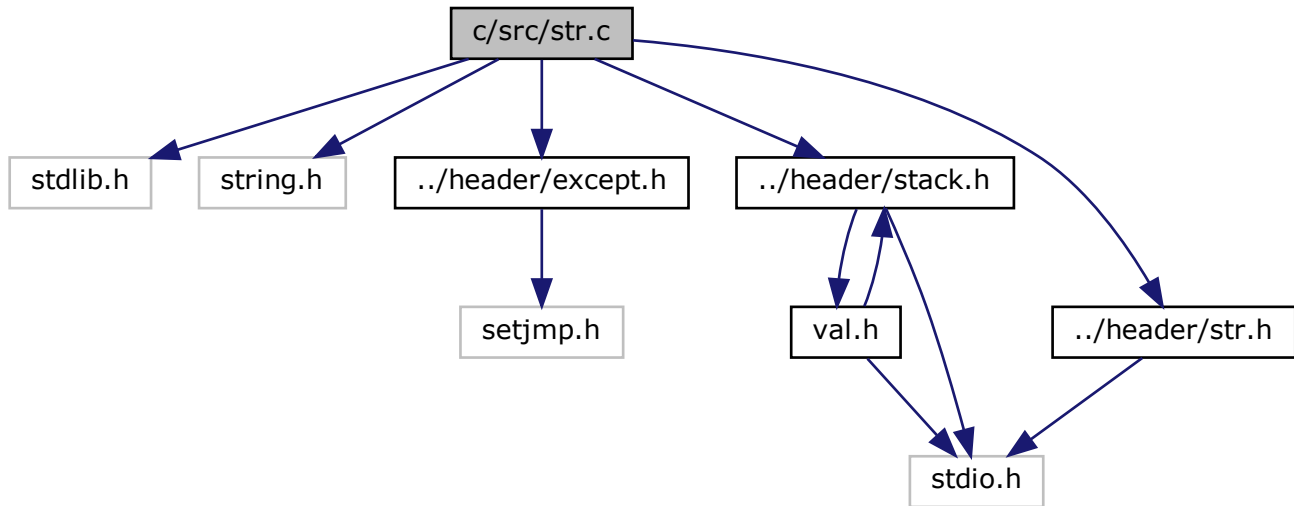 c/src/str.c
stdlib.h
string.h
../header/except.h
../header/stack.h
setjmp.h
val.h
../header/str.h
stdio.h